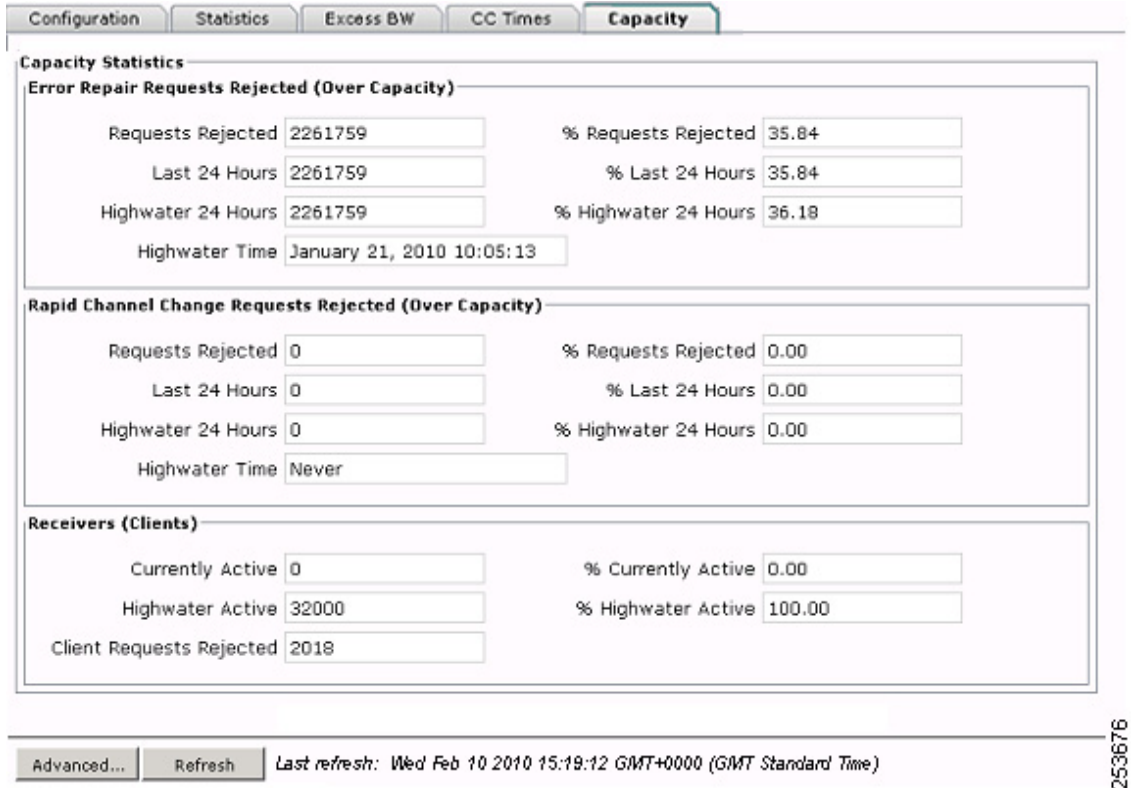 Configuration Statistics Excess BW CC Times Capacity
Capacity Statistics
Error Repair Requests Rejected (Over Capacity)
Requests Rejected 2261759 % Requests Rejected 35.84
Last 24 Hours 2261759 % Last 24 Hours 35.84
Highwater 24 Hours 2261759 % Highwater 24 Hours 36.18
Highwater Time January 21, 2010 10:05:13
Rapid Channel Change Requests Rejected (Over Capacity)
Requests Rejected 0 % Requests Rejected 0.00
Last 24 Hours 0 % Last 24 Hours 0.00
Highwater 24 Hours 0 % Highwater 24 Hours 0.00
Highwater Time Never
Receivers (Clients)
Currently Active 0 % Currently Active 0.00
Highwater Active 32000 % Highwater Active 100.00
Client Requests Rejected 2018
Advanced... Refresh Last refresh: Wed Feb 10 2010 15:19:12 GMT+0000 (GMT Standard Time)
253676